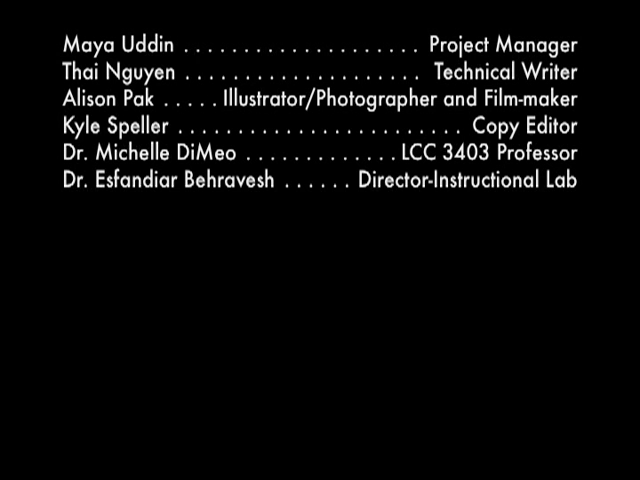 Maya Uddin . . . . . . . . . . . . . . . . . . . . Project Manager
Thai Nguyen . . . . . . . . . . . . . . . . . . . . Technical Writer
Alison Pak . . . . . Illustrator/Photographer and Film-maker
Kyle Speller . . . . . . . . . . . . . . . . . . . . . . . . Copy Editor
Dr. Michelle DiMeo . . . . . . . . . . . . . LCC 3403 Professor
Dr. Esfandiar Behravesh . . . . . . Director-Instructional Lab